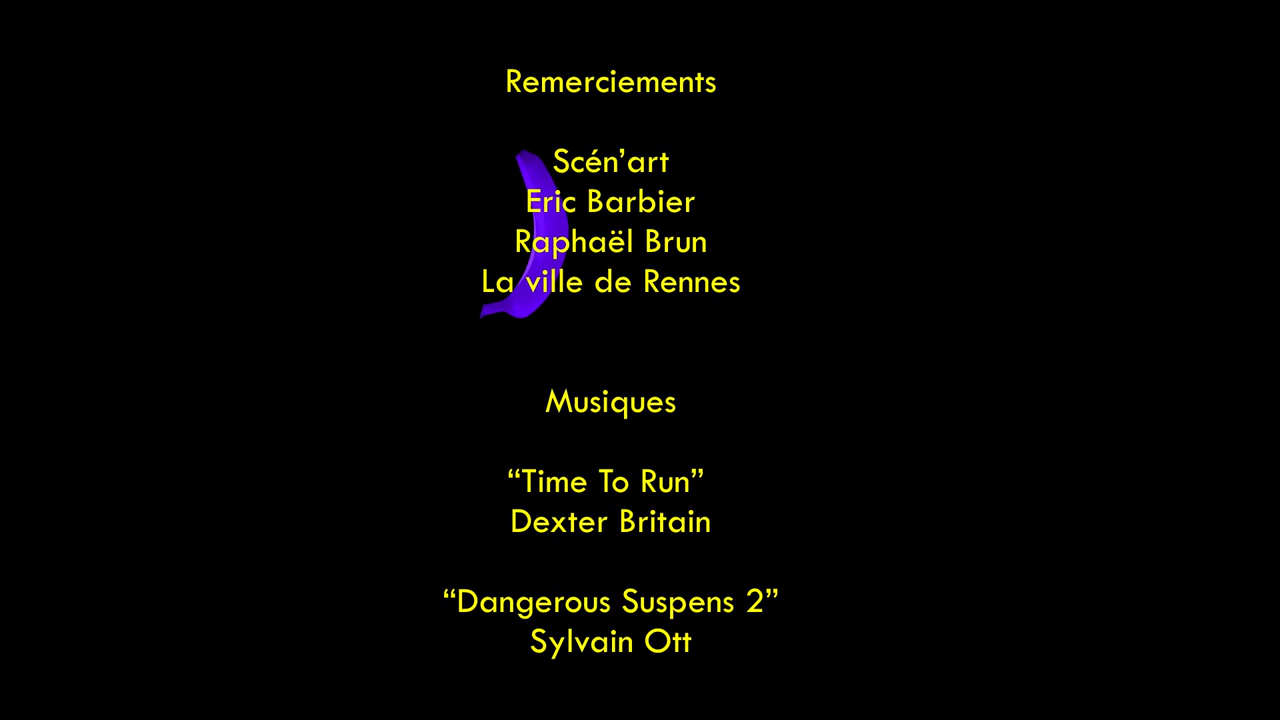 Remerciements
Scén’art
Eric Barbier
Raphaël Brun
La ville de Rennes
Musiques
“Time To Run”
Dexter Britain
“Dangerous Suspens 2”
Sylvain Ott